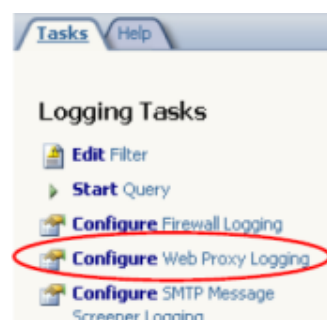 Tasks Help
Logging Tasks
Edit Filter
Start Query
Configure Firewall Logging
Configure Web Proxy Logging
Configure SMTP Message
Screener Logging